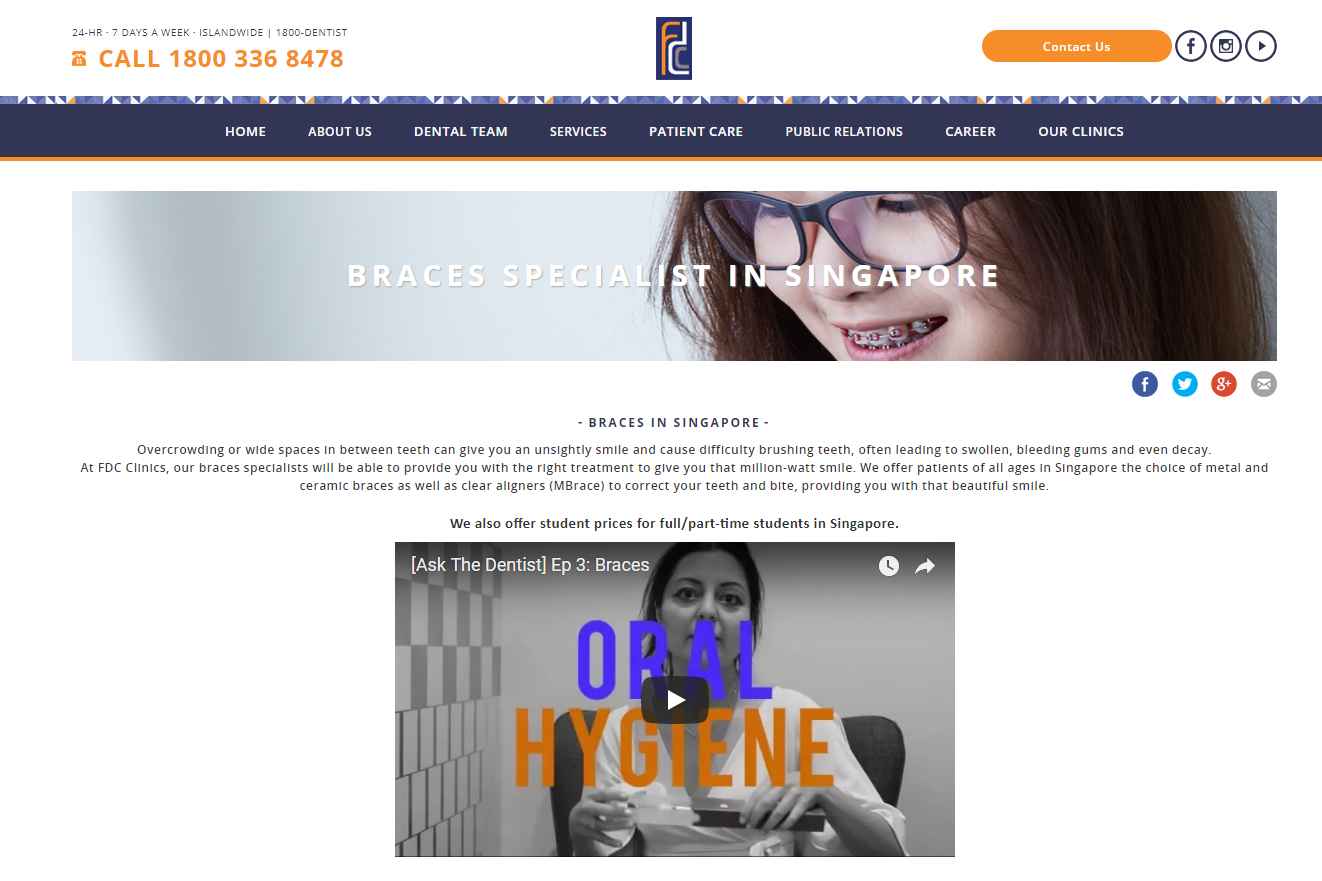 24-HR · 7 DAYS A WEEK · ISLANDWIDE | 1800-DENTIST
CALL 1800 336 8478
fdc
Contact Us
HOME ABOUT US DENTAL TEAM SERVICES PATIENT CARE PUBLIC RELATIONS CAREER OUR CLINICS
BRACES SPECIALIST IN SINGAPORE
- BRACES IN SINGAPORE -
Overcrowding or wide spaces in between teeth can give you an unsightly smile and cause difficulty brushing teeth, often leading to swollen, bleeding gums and even decay.
At FDC Clinics, our braces specialists will be able to provide you with the right treatment to give you that million-watt smile. We offer patients of all ages in Singapore the choice of metal and
ceramic braces as well as clear aligners (MBrace) to correct your teeth and bite, providing you with that beautiful smile.
We also offer student prices for full/part-time students in Singapore.
[Ask The Dentist] Ep 3: Braces
ORAL
HYGIENE